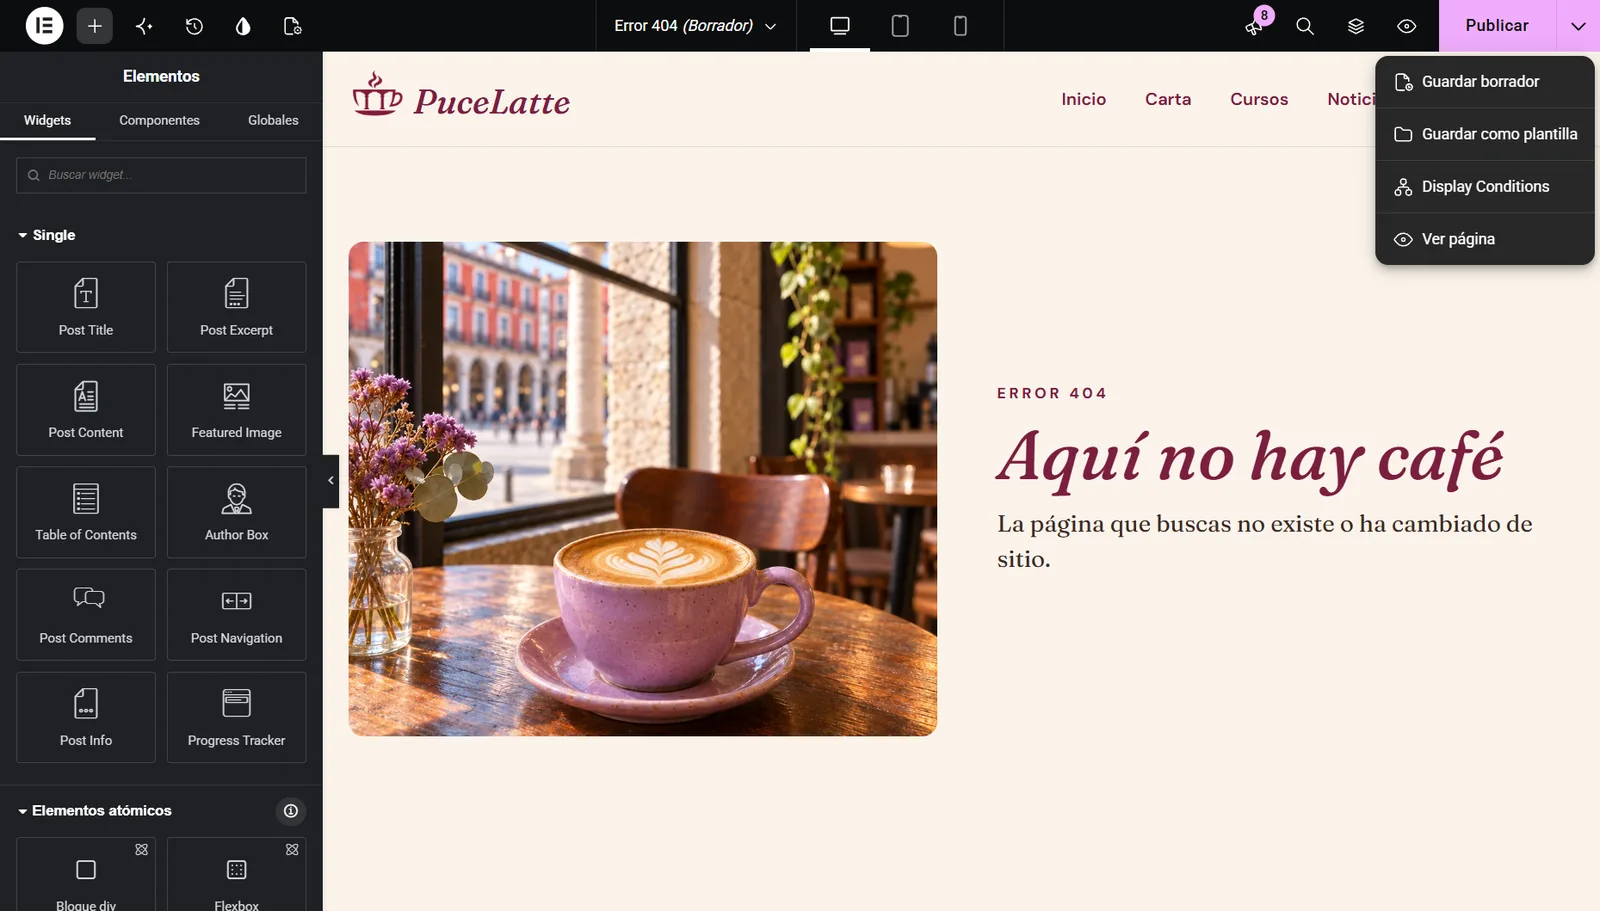 Error 404 (Borrador)
8
Publicar
Elementos
Widgets
Componentes
Globales
Buscar widget...
Single
Post Title
Post Excerpt
Post Content
Featured Image
Table of Contents
Author Box
Post Comments
Post Navigation
Post Info
Progress Tracker
Elementos atómicos
Bloque div
Flexbox
PuceLatte
Inicio
Carta
Cursos
Notici
Guardar borrador
Guardar como plantilla
Display Conditions
Ver página
ERROR 404
Aquí no hay café
La página que buscas no existe o ha cambiado de
sitio.